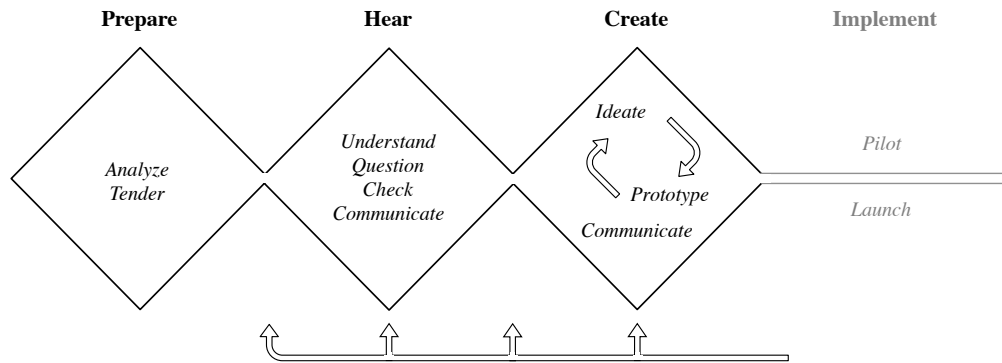 Prepare
Hear
Create
Implement
Analyze
Tender
Understand
Question
Check
Communicate
Ideate
Prototype
Communicate
Pilot
Launch